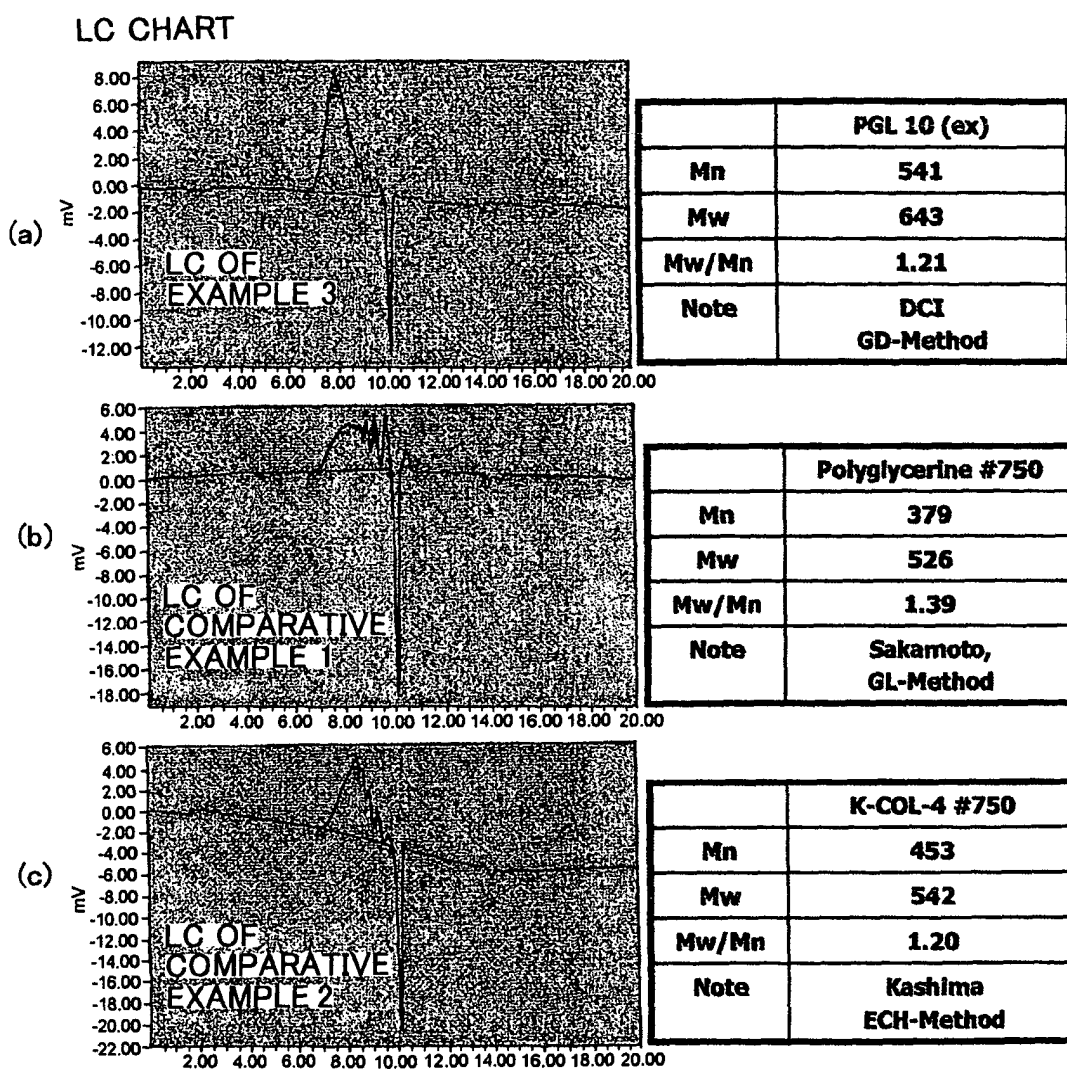 LC CHART
(a)
mV
8.00
6.00
4.00
2.00
0.00
-2.00
-4.00
-6.00
-8.00
-10.00
-12.00
LC OF
EXAMPLE 3
2.00 4.00 6.00 8.00 10.00 12.00 14.00 16.00 18.00 20.00
PGL 10 (ex)
Mn 541
Mw 643
Mw/Mn 1.21
Note DCI
GD-Method
(b)
mV
6.00
4.00
2.00
0.00
-2.00
-4.00
-6.00
-8.00
-10.00
-12.00
-14.00
-16.00
-18.00
LC OF
COMPARATIVE
EXAMPLE 1
2.00 4.00 6.00 8.00 10.00 12.00 14.00 16.00 18.00 20.00
Polyglycerine #750
Mn 379
Mw 526
Mw/Mn 1.39
Note Sakamoto,
GL-Method
(c)
mV
6.00
4.00
2.00
0.00
-2.00
-4.00
-6.00
-8.00
-10.00
-12.00
-14.00
-16.00
-18.00
-20.00
-22.00
LC OF
COMPARATIVE
EXAMPLE 2
2.00 4.00 6.00 8.00 10.00 12.00 14.00 16.00 18.00 20.00
K-COL-4 #750
Mn 453
Mw 542
Mw/Mn 1.20
Note Kashima
ECH-Method